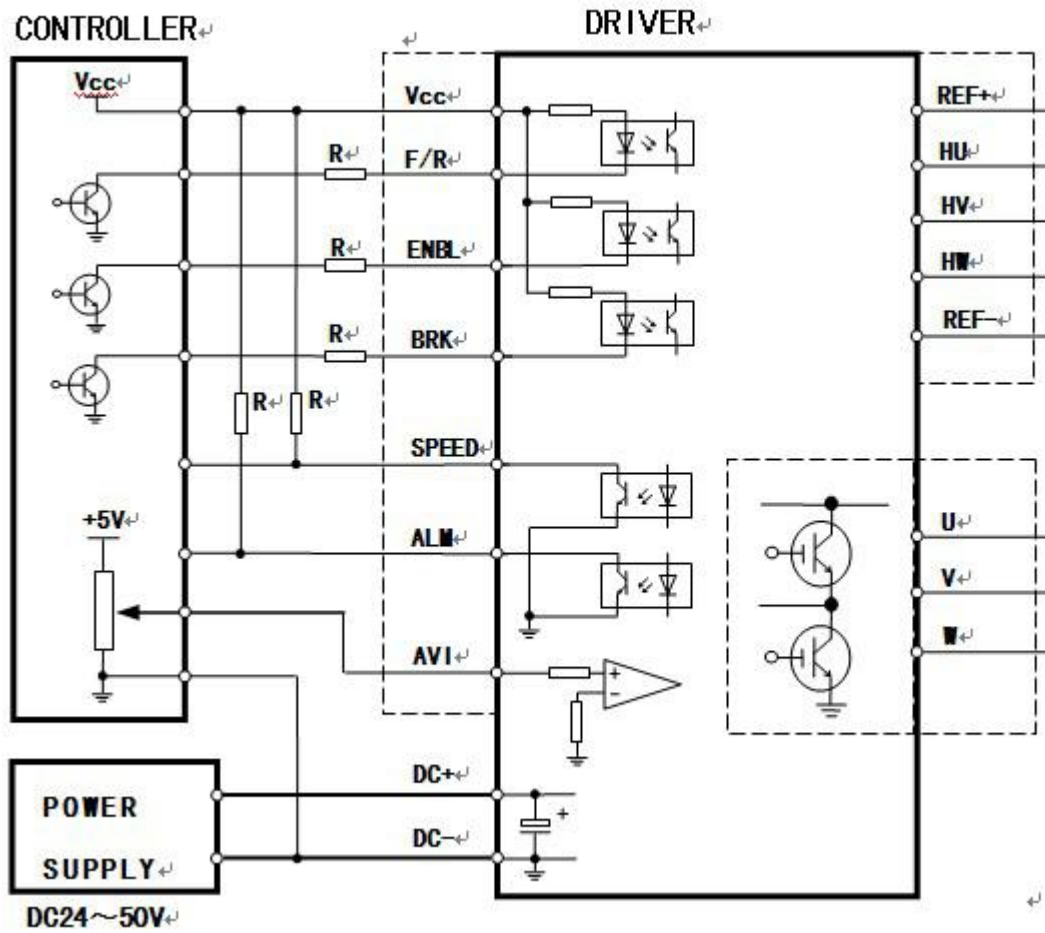 CONTROLLER↵
DRIVER↵
↵
Vcc↵
Vcc↵
REF+
R↵
F/R↵
HU↵
HV↵
R↵
ENBL↵
HW↵
REF-↵
R↵
BRK↵
R↵
R↵
SPEED↵
+5V↵
U↵
ALM↵
V↵
W↵
AVI↵
+
−
DC+↵
+
POWER
DC-↵
SUPPLY↵
DC24～50V↵
↵